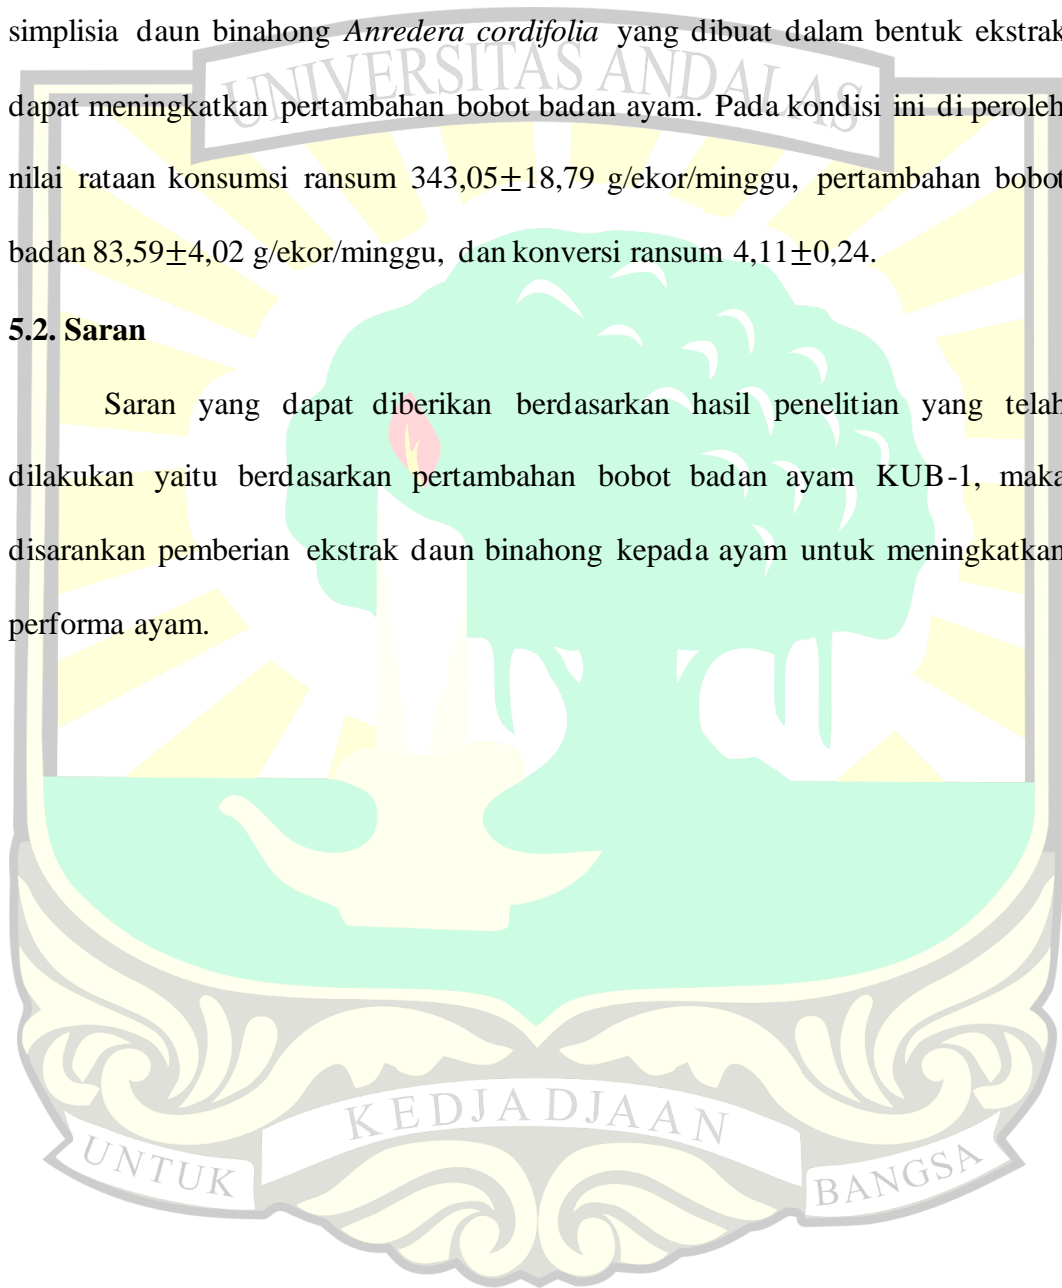 simplisia daun binahong Anredera cordifolia yang dibuat dalam bentuk ekstrak
UNIVERSITAS ANDALAS
dapat meningkatkan pertambahan bobot badan ayam. Pada kondisi ini di peroleh
nilai rataan konsumsi ransum 343,05±18,79 g/ekor/minggu, pertambahan bobot
badan 83,59±4,02 g/ekor/minggu, dan konversi ransum 4,11±0,24.
5.2. Saran
Saran yang dapat diberikan berdasarkan hasil penelitian yang telah
dilakukan yaitu berdasarkan pertambahan bobot badan ayam KUB-1, maka
disarankan pemberian ekstrak daun binahong kepada ayam untuk meningkatkan
performa ayam.
UNTUK KEDJADJAAN BANGSA